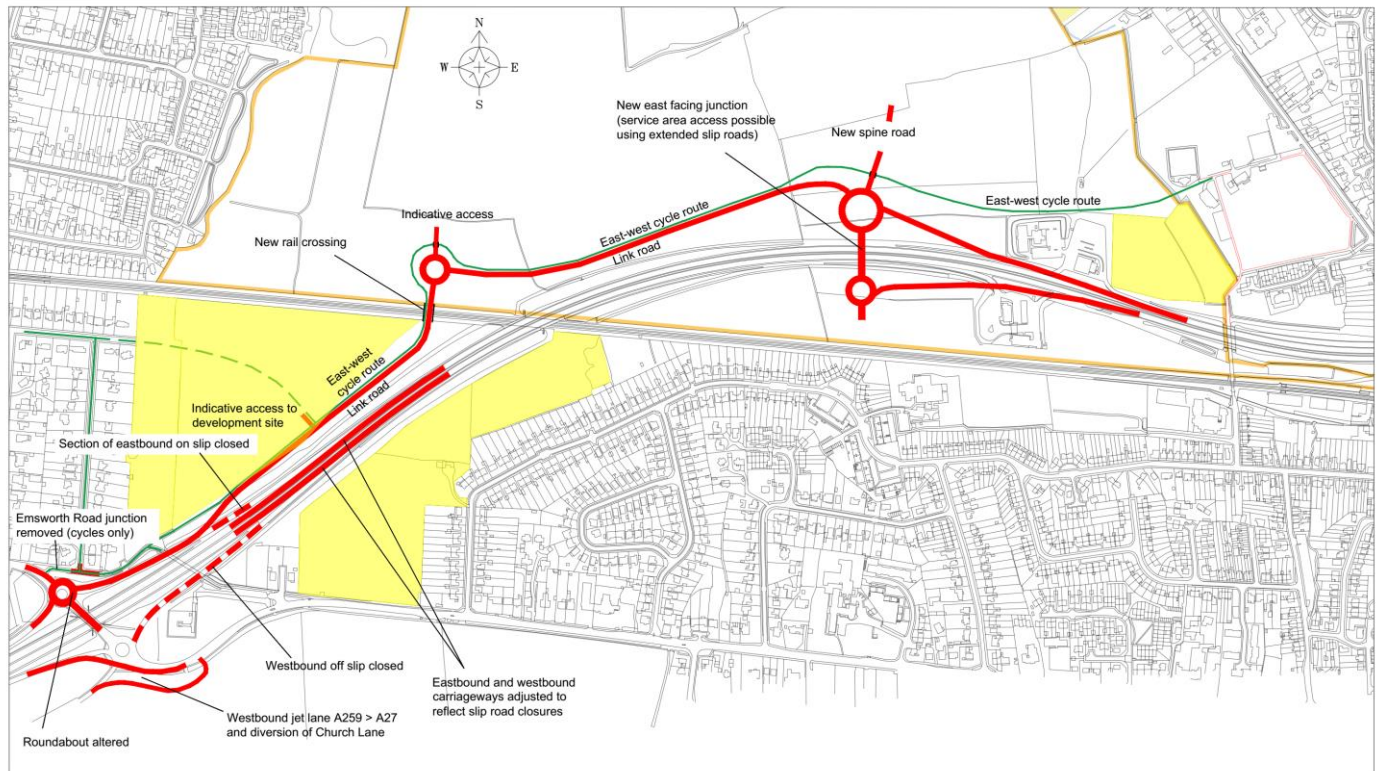 N
W
E
S
New east facing junction
(service area access possible
using extended slip roads)
New spine road
East-west cycle route
East-west cycle route
Link road
Indicative access
New rail crossing
East-west
cycle route
Link road
Indicative access to
development site
Section of eastbound on slip closed
Emsworth Road junction
removed (cycles only)
Westbound off slip closed
Eastbound and westbound
carriageways adjusted to
reflect slip road closures
Westbound jet lane A259 > A27
and diversion of Church Lane
Roundabout altered